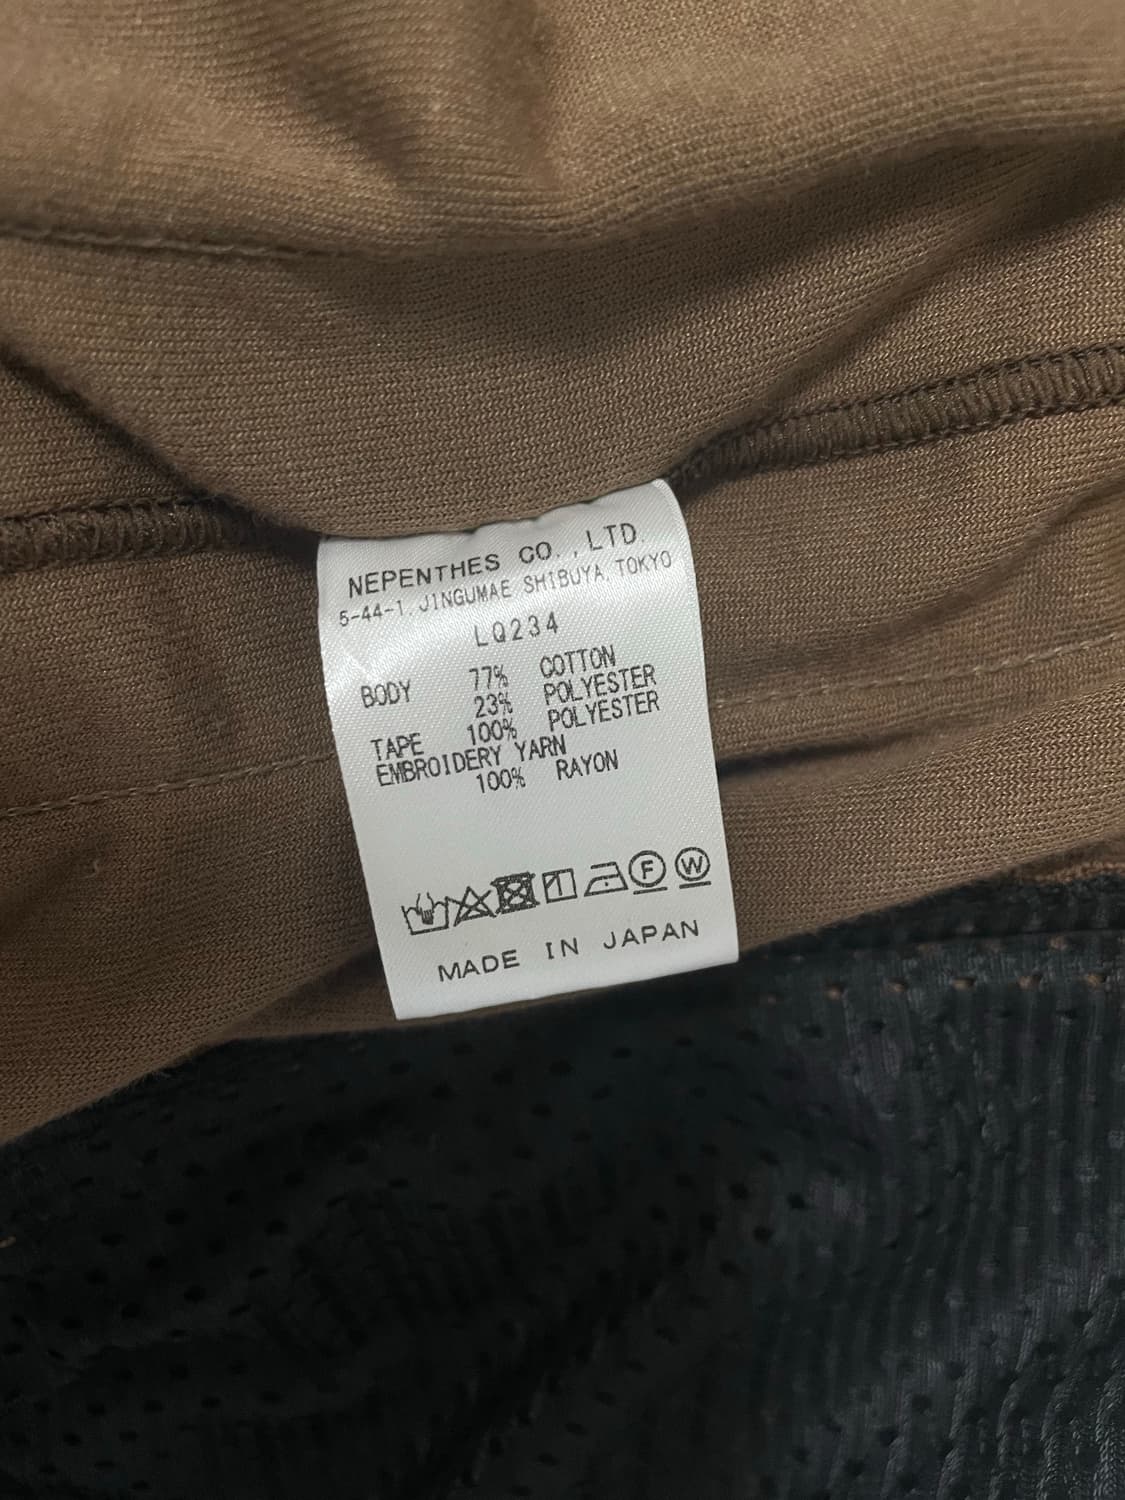 NEPENTHES CO.,LTD.
5-44-1,JINGUMAE SHIBUYA,TOKYO
LQ234
BODY 77% COTTON
23% POLYESTER
TAPE 100% POLYESTER
EMBROIDERY YARN
100% RAYON
F W
MADE IN JAPAN